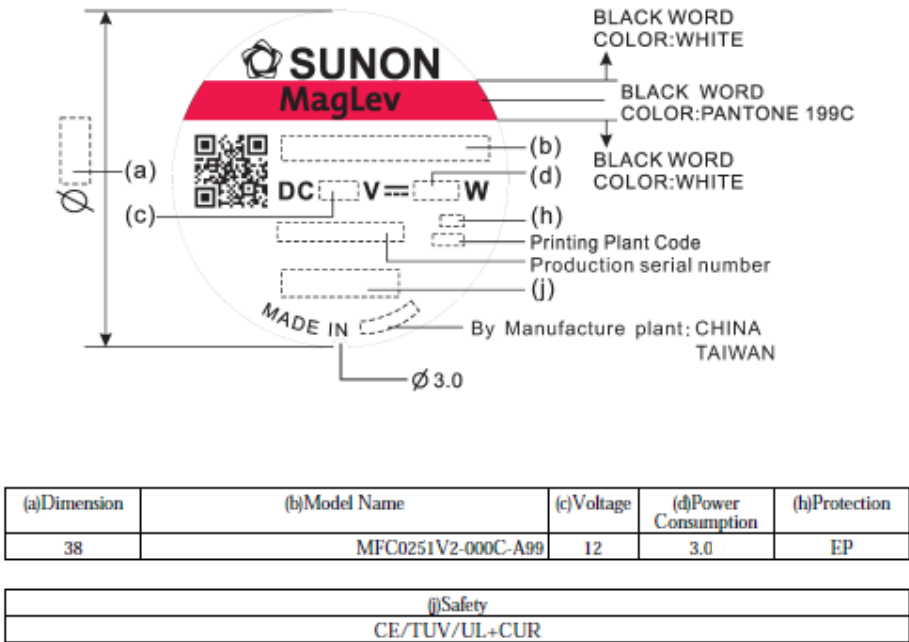 BLACK WORD
COLOR:WHITE
SUNON
MagLev
BLACK WORD
COLOR:PANTONE 199C
(b)
BLACK WORD
COLOR:WHITE
(a)
(d)
DC V⎓ W
(c)
(h)
Printing Plant Code
Production serial number
(j)
MADE IN
By Manufacture plant: CHINA
TAIWAN
Ø
Ø 3.0
(a)Dimension (b)Model Name (c)Voltage (d)Power Consumption (h)Protection
38 MFC0251V2-000C-A99 12 3.0 EP
(j)Safety
CE/TUV/UL+CUR